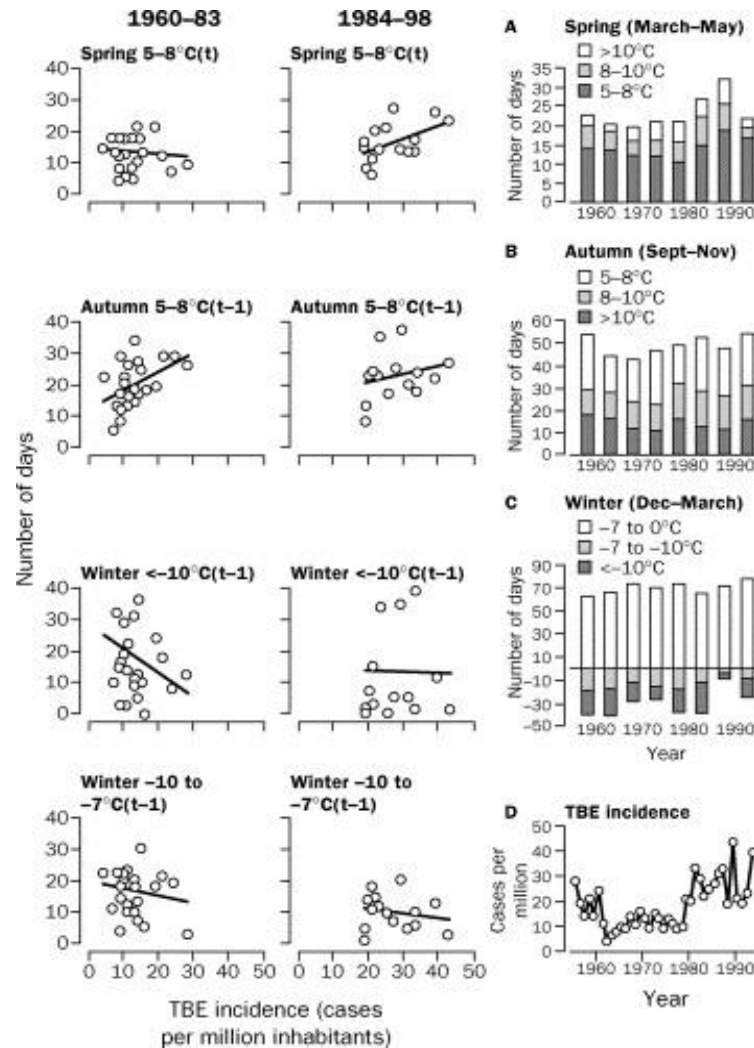 1960–83
1984–98
Spring 5–8°C(t)
Spring 5–8°C(t)
40
30
20
10
0
Autumn 5–8°C(t–1)
Autumn 5–8°C(t–1)
40
30
20
10
0
Number of days
Winter <–10°C(t–1)
Winter <–10°C(t–1)
40
30
20
10
0
Winter –10 to
–7°C(t–1)
Winter –10 to
–7°C(t–1)
40
30
20
10
0
0 10 20 30 40 50
0 10 20 30 40 50
TBE incidence (cases
per million inhabitants)
A Spring (March–May)
>10°C
8–10°C
5–8°C
Number of days
35
30
25
20
15
10
5
0
1960 1970 1980 1990
B Autumn (Sept–Nov)
5–8°C
8–10°C
>10°C
Number of days
60
50
40
30
20
10
0
1960 1970 1980 1990
C Winter (Dec–March)
–7 to 0°C
–7 to –10°C
<–10°C
Number of days
90
70
50
30
10
–10
–30
–50
1960 1970 1980 1990
Year
D TBE incidence
Cases per
million
50
40
30
20
10
0
1960 1970 1980 1990
Year